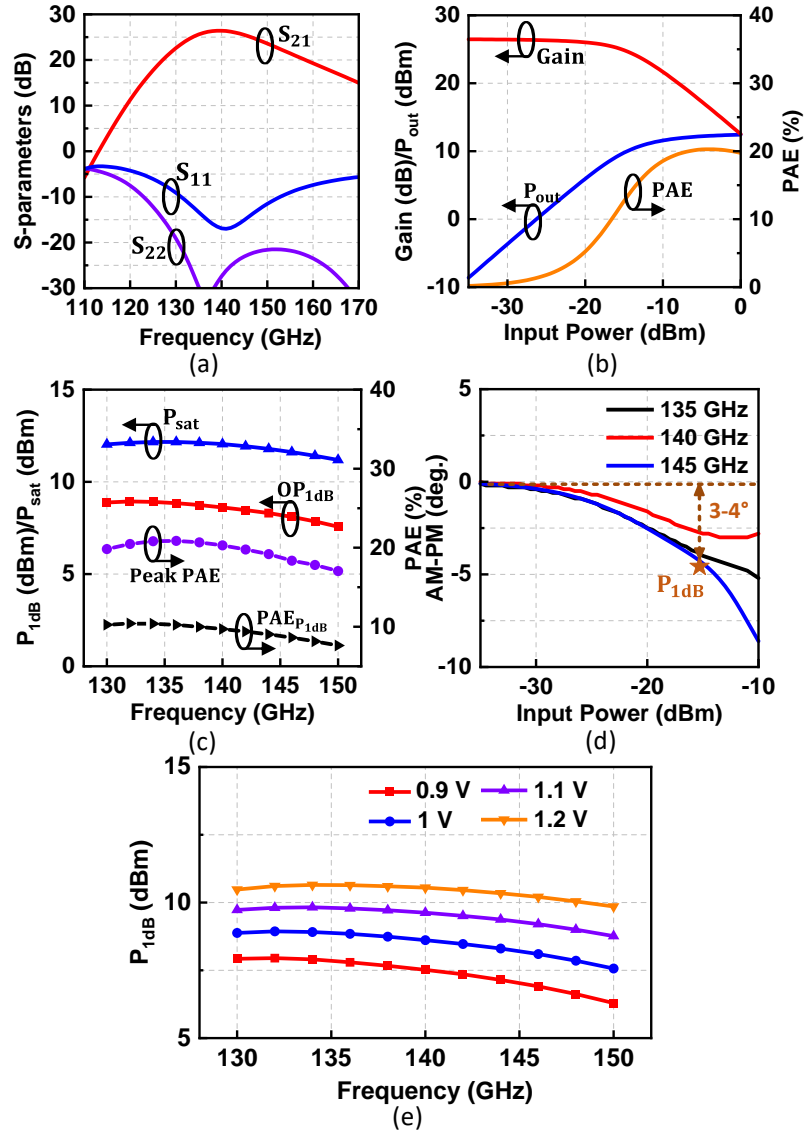 S-parameters (dB)
30
20
10
0
-10
-20
-30
S21
S11
S22
110 120 130 140 150 160 170
Frequency (GHz)
(a)
Gain (dB)/Pout (dBm)
30
20
10
0
-10
Gain
Pout
PAE
40
30
20
10
0
PAE (%)
-30 -20 -10 0
Input Power (dBm)
(b)
P1dB (dBm)/Psat (dBm)
15
10
5
0
Psat
OP1dB
Peak PAE
PAEP1dB
40
30
20
10
0
PAE (%)
130 135 140 145 150
Frequency (GHz)
(c)
AM-PM (deg.)
5
0
-5
-10
135 GHz
140 GHz
145 GHz
3-4°
P1dB
-30 -20 -10
Input Power (dBm)
(d)
P1dB (dBm)
15
10
5
0.9 V
1.1 V
1 V
1.2 V
130 135 140 145 150
Frequency (GHz)
(e)